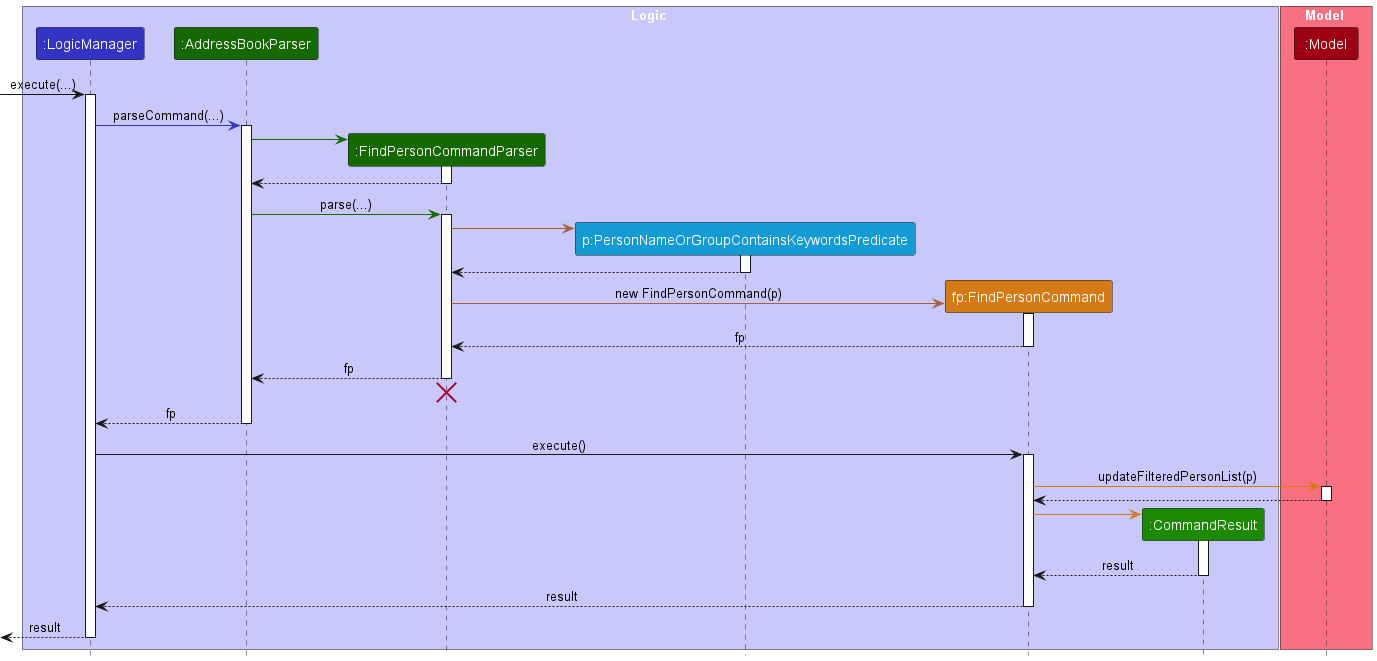 Logic
Model
:LogicManager
:AddressBookParser
:Model
execute(...)
parseCommand(...)
:FindPersonCommandParser
parse(...)
p:PersonNameOrGroupContainsKeywordsPredicate
new FindPersonCommand(p)
fp:FindPersonCommand
fp
fp
fp
execute()
updateFilteredPersonList(p)
:CommandResult
result
result
result